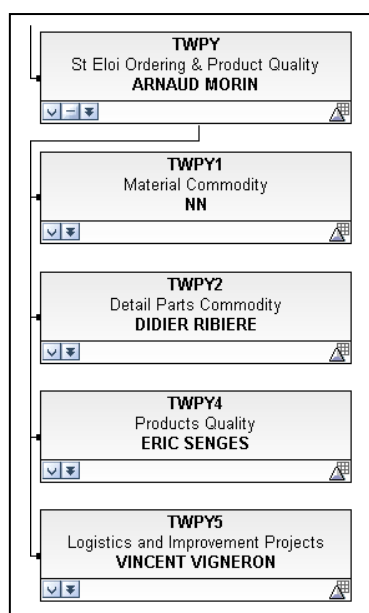 TWPY
St Eloi Ordering & Product Quality
ARNAUD MORIN
TWPY1
Material Commodity
NN
TWPY2
Detail Parts Commodity
DIDIER RIBIERE
TWPY4
Products Quality
ERIC SENGES
TWPY5
Logistics and Improvement Projects
VINCENT VIGNERON